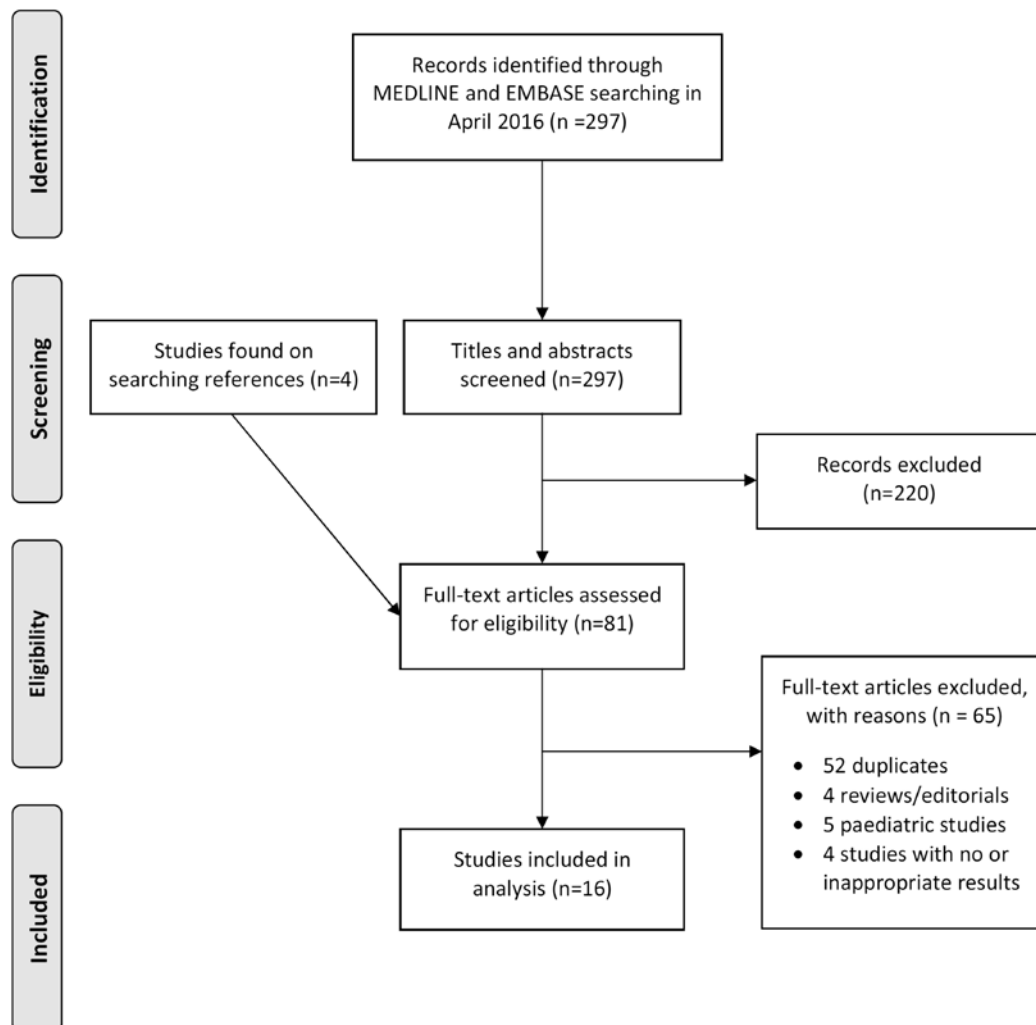 Identification
Records identified through
MEDLINE and EMBASE searching in
April 2016 (n =297)
Screening
Studies found on
searching references (n=4)
Titles and abstracts
screened (n=297)
Records excluded
(n=220)
Eligibility
Full-text articles assessed
for eligibility (n=81)
Full-text articles excluded,
with reasons (n = 65)
• 52 duplicates
• 4 reviews/editorials
• 5 paediatric studies
• 4 studies with no or
inappropriate results
Included
Studies included in
analysis (n=16)